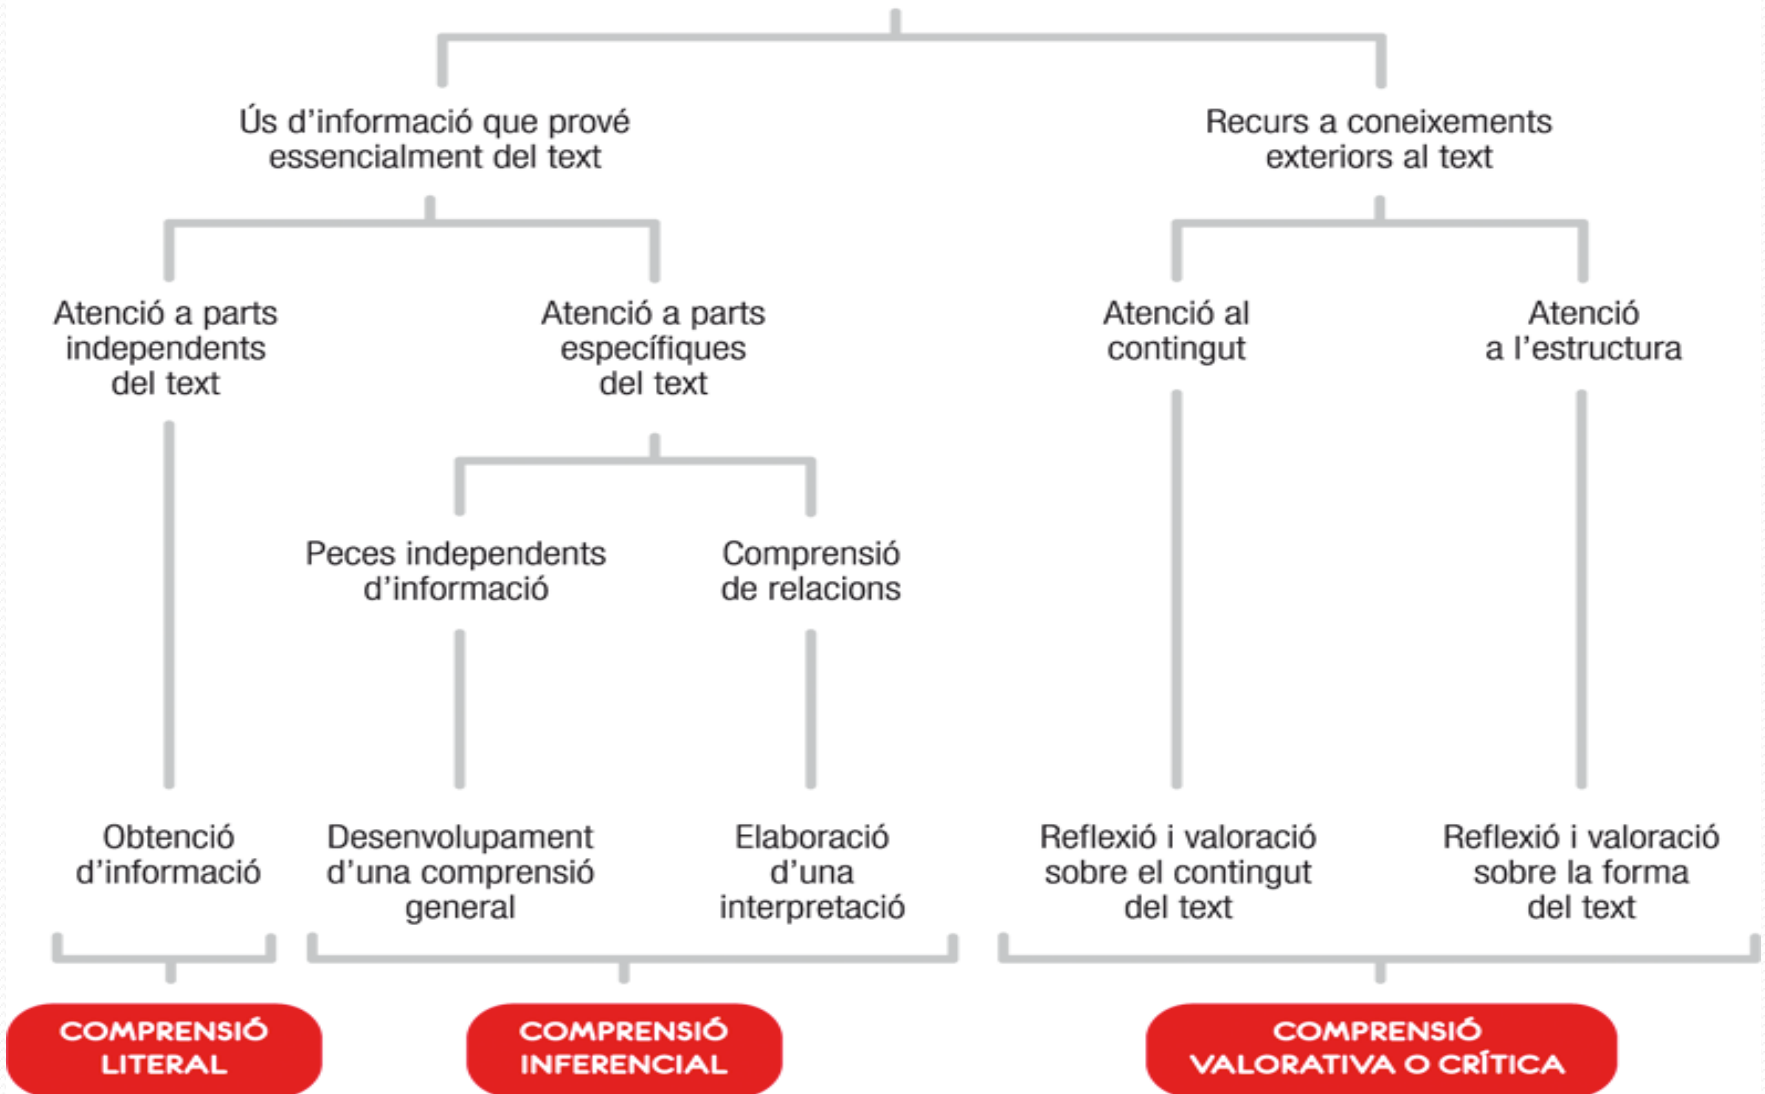 Ús d’informació que prové
essencialment del text
Recurs a coneixements
exteriors al text
Atenció a parts
independents
del text
Atenció a parts
específiques
del text
Atenció al
contingut
Atenció
a l’estructura
Peces independents
d’informació
Comprensió
de relacions
Obtenció
d’informació
Desenvolupament
d’una comprensió
general
Elaboració
d’una
interpretació
Reflexió i valoració
sobre el contingut
del text
Reflexió i valoració
sobre la forma
del text
COMPRENSIÓ
LITERAL
COMPRENSIÓ
INFERENCIAL
COMPRENSIÓ
VALORATIVA O CRÍTICA